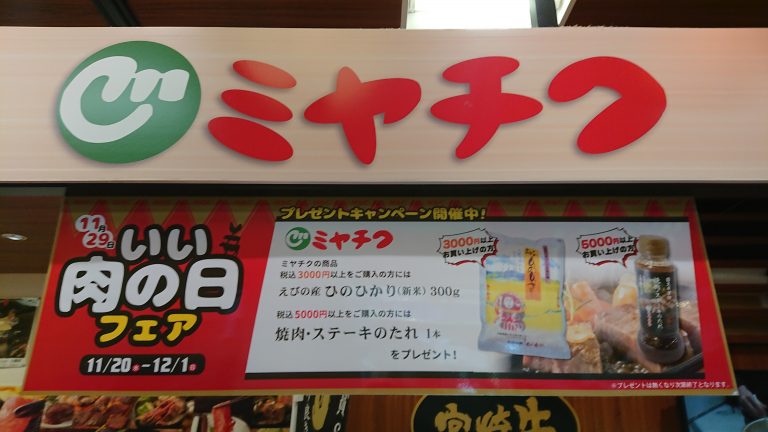 ミヤチク
11月29日
いい
肉の日
フェア
11/20㊌-12/1㊐
プレゼントキャンペーン開催中!
ミヤチク
ミヤチクの商品
税込3000円以上をご購入の方には
えびの産 ひのひかり(新米) 300g
税込5000円以上をご購入の方には
焼肉・ステーキのたれ 1本
をプレゼント!
3000円以上
お買い上げの方
5000円以上
お買い上げの方
※プレゼントは無くなり次第終了となります。
宮崎牛